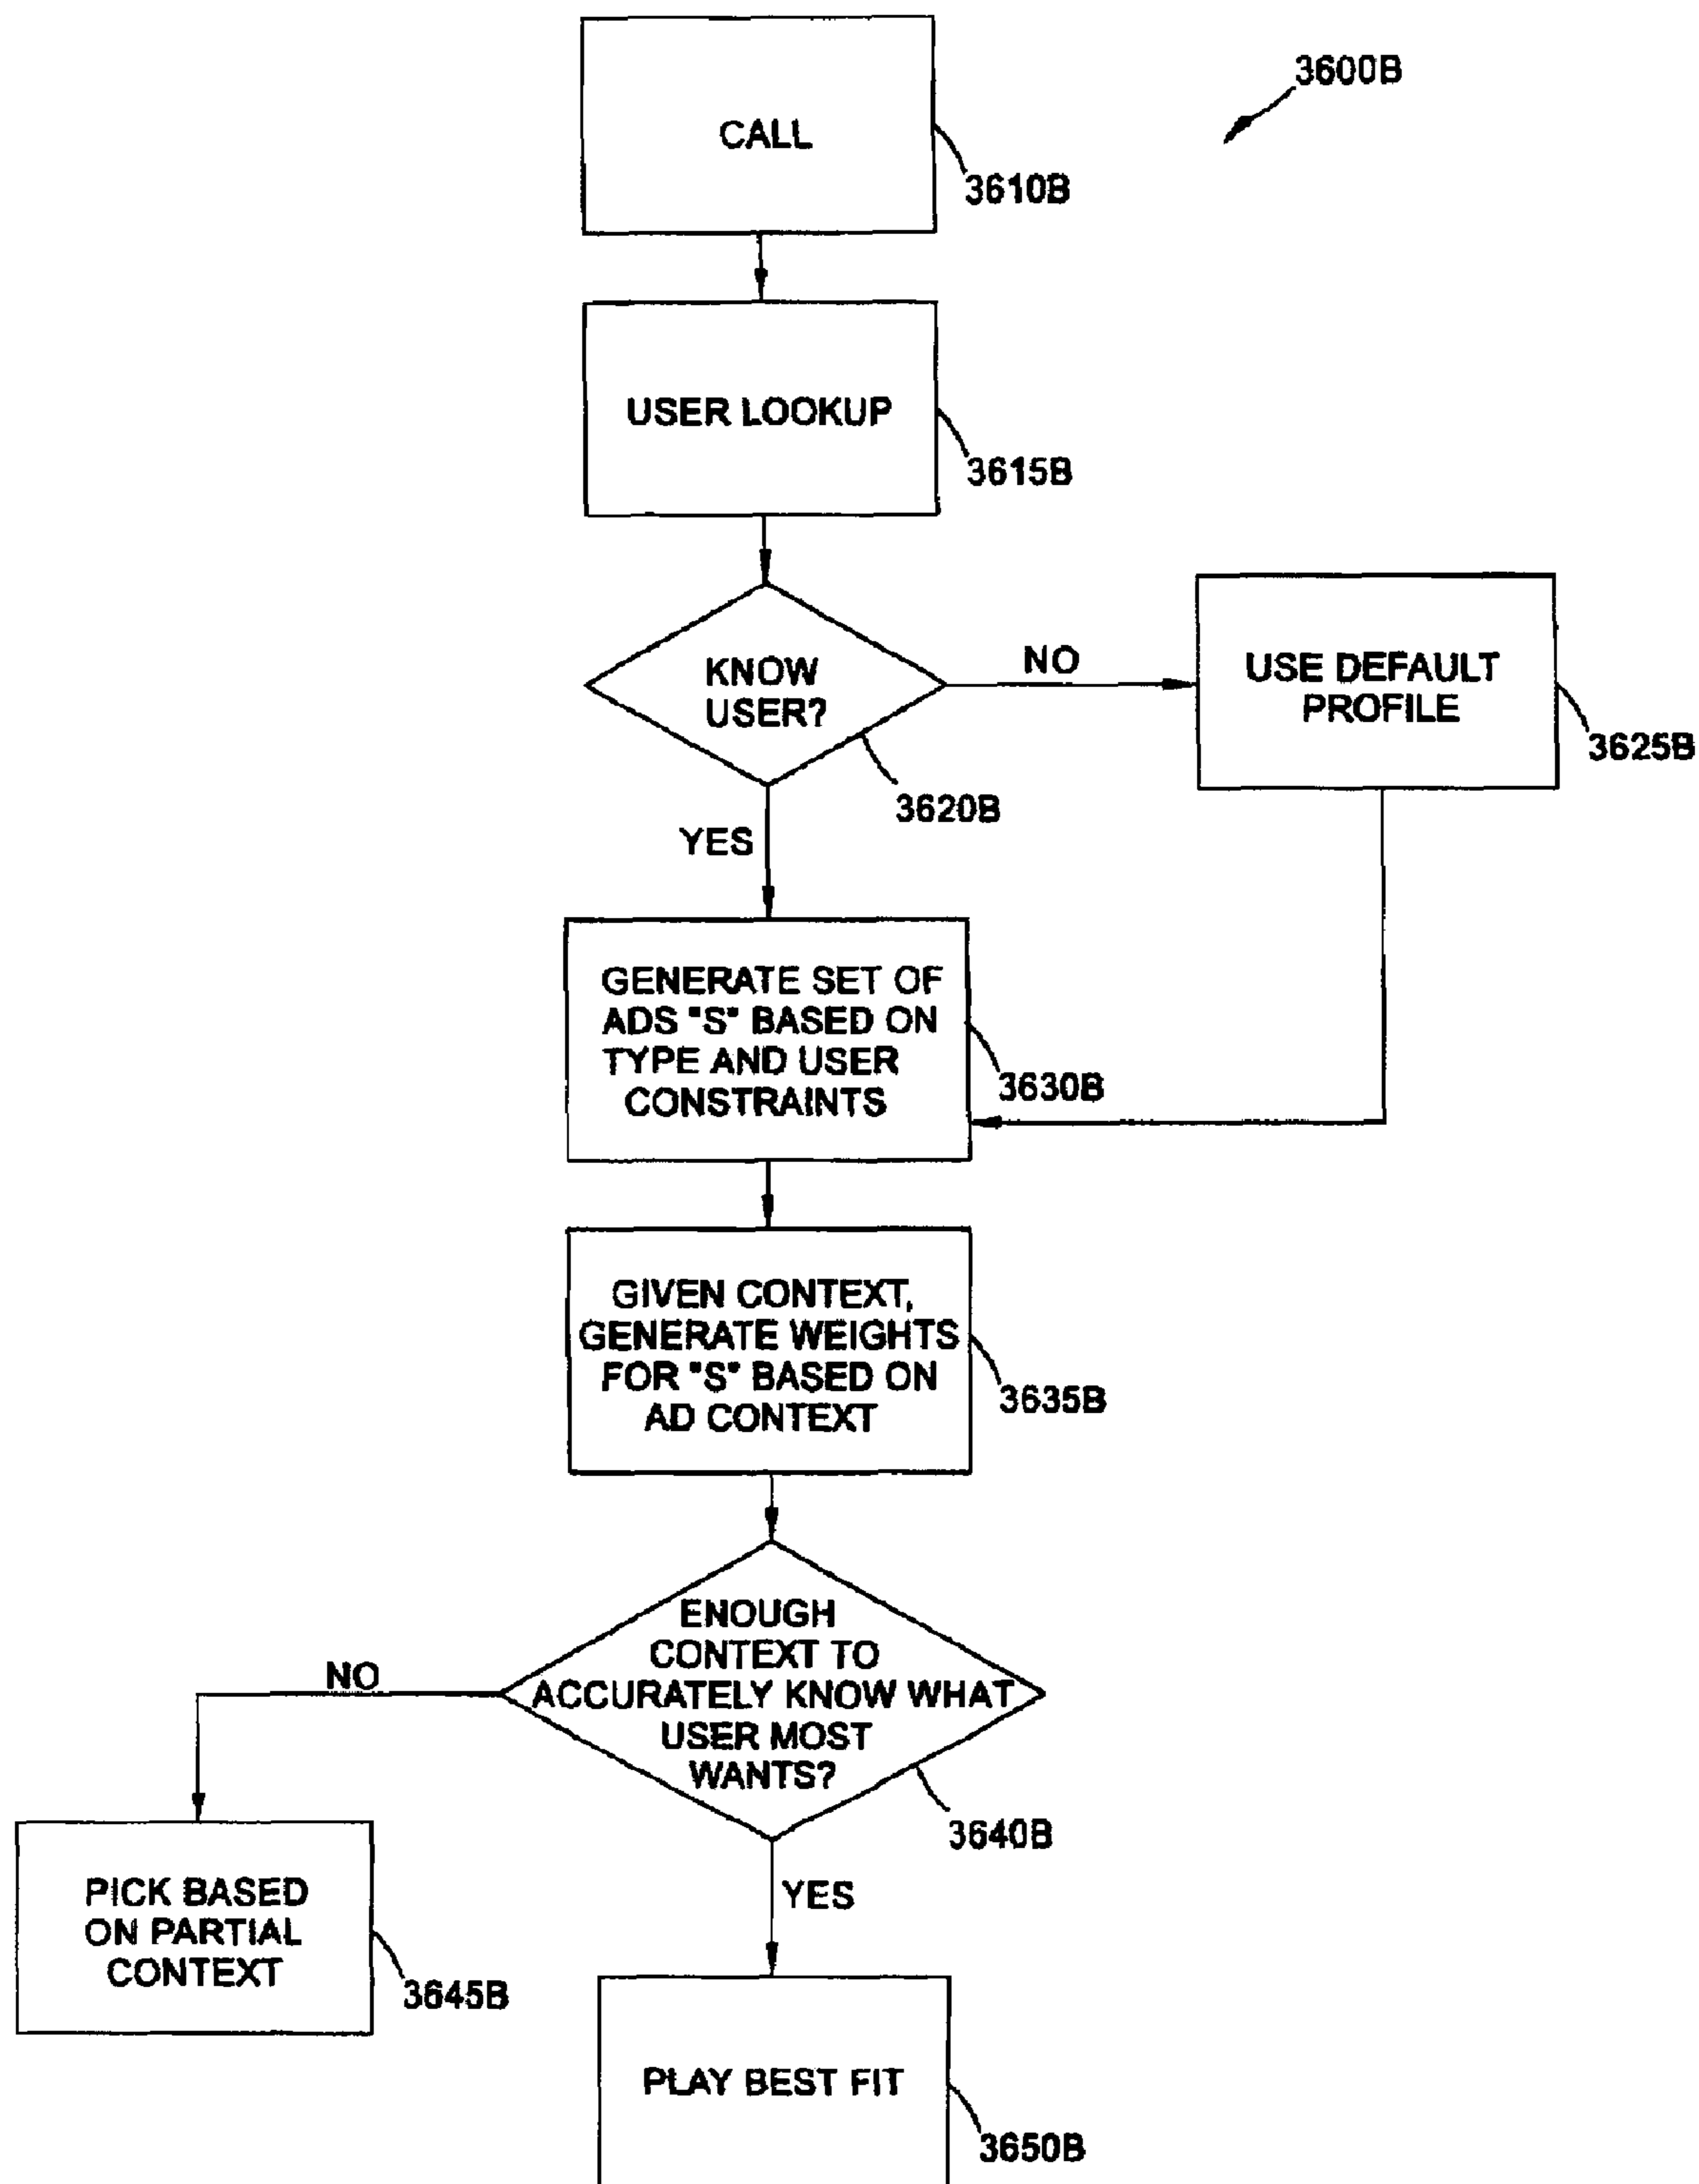 3600B
CALL
3610B
USER LOOKUP
3615B
KNOW
USER?
NO
USE DEFAULT
PROFILE
3625B
3620B
YES
GENERATE SET OF
ADS "S" BASED ON
TYPE AND USER
CONSTRAINTS
3630B
GIVEN CONTEXT,
GENERATE WEIGHTS
FOR "S" BASED ON
AD CONTEXT
3635B
ENOUGH
CONTEXT TO
ACCURATELY KNOW WHAT
USER MOST
WANTS?
NO
3640B
YES
PICK BASED
ON PARTIAL
CONTEXT
3645B
PLAY BEST FIT
3650B